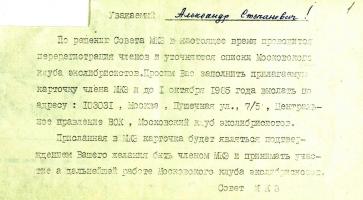 Уважаемый Александр Степанович!
1
По решению Совета МКЭ в настоящее время проводится
перерегистрация членов и уточняются списки Московского
клуба экслибрисистов. Просим Вас заполнить прилагаемую
карточку члена МКЭ и до I октября 1985 года выслать по
адресу : 103031, Москва , Пушечная ул., 7/5 , Централь-
ное правление ВОК , Московский клуб экслибрисистов.
Присланная в МКЭ карточка будет являться подтвер-
ждением Вашего желания быть членом МКЭ и принимать учас-
тие в дальнейшей работе Московского клуба экслибрисистов.
Совет М К Э